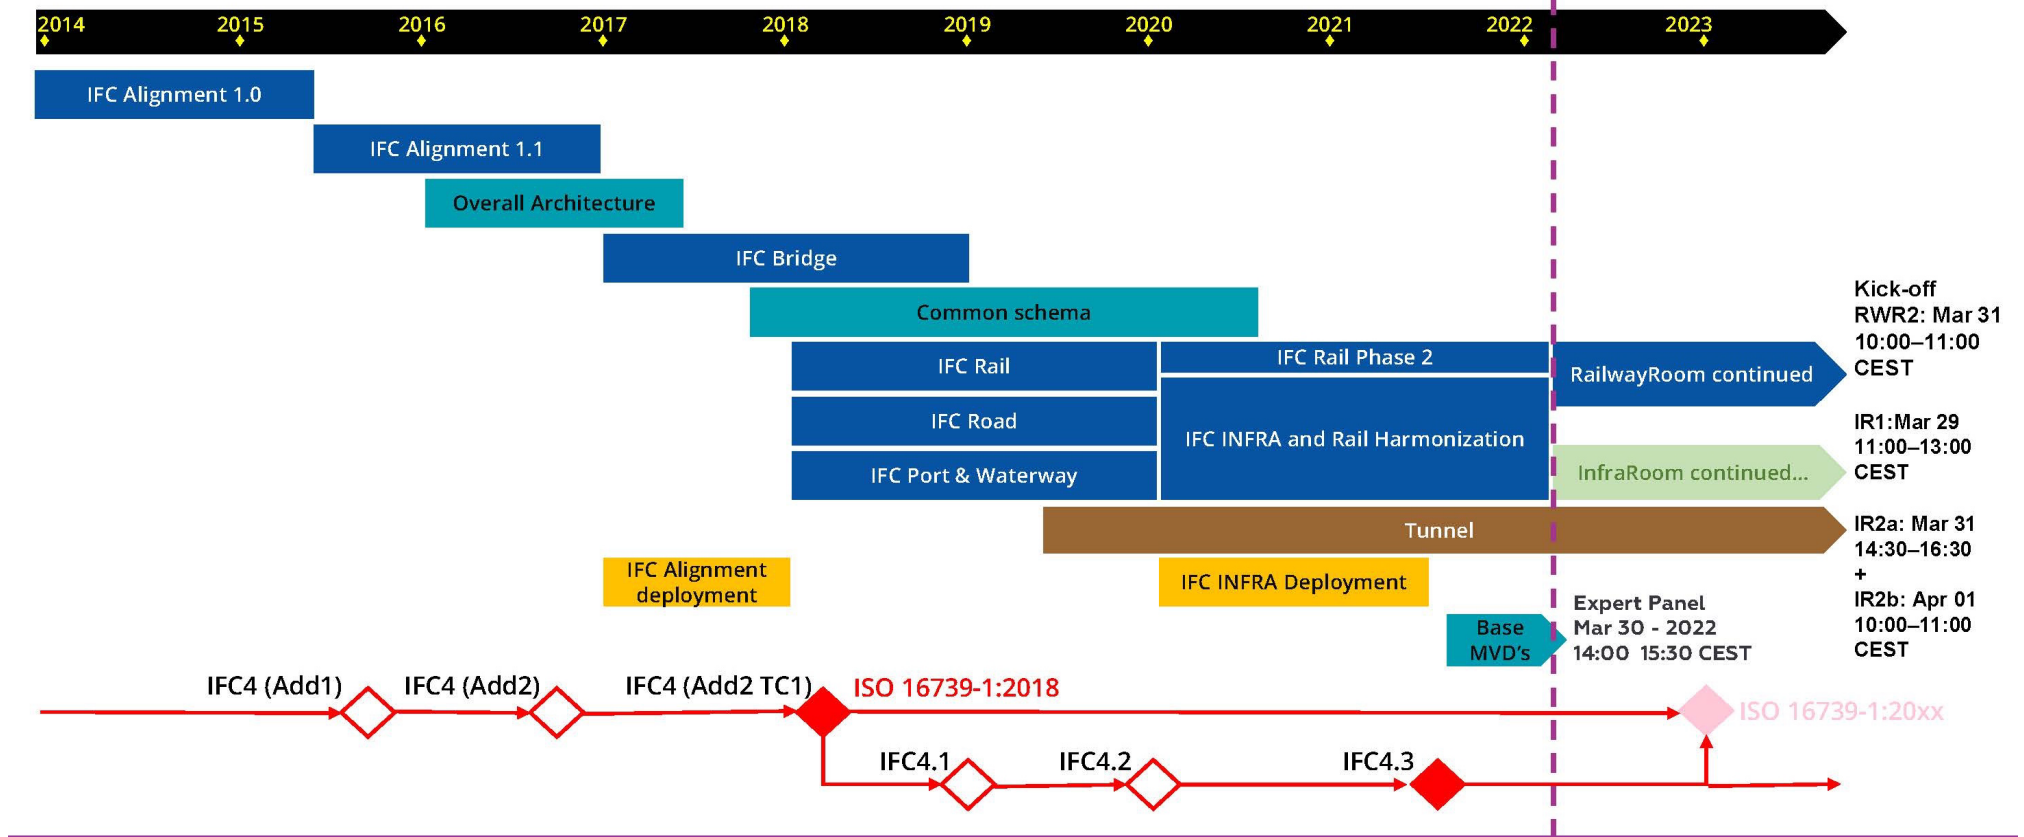 2014 2015 2016 2017 2018 2019 2020 2021 2022 2023
IFC Alignment 1.0
IFC Alignment 1.1
Overall Architecture
IFC Bridge
Common schema
IFC Rail
IFC Road
IFC Port & Waterway
IFC Rail Phase 2
IFC INFRA and Rail Harmonization
RailwayRoom continued
InfraRoom continued...
Tunnel
IFC Alignment
deployment
IFC INFRA Deployment
Base
MVD's
Expert Panel
Mar 30 - 2022
14:00 15:30 CEST
Kick-off
RWR2: Mar 31
10:00–11:00
CEST
IR1:Mar 29
11:00–13:00
CEST
IR2a: Mar 31
14:30–16:30
+
IR2b: Apr 01
10:00–11:00
CEST
IFC4 (Add1)
IFC4 (Add2)
IFC4 (Add2 TC1)
ISO 16739-1:2018
ISO 16739-1:20xx
IFC4.1
IFC4.2
IFC4.3